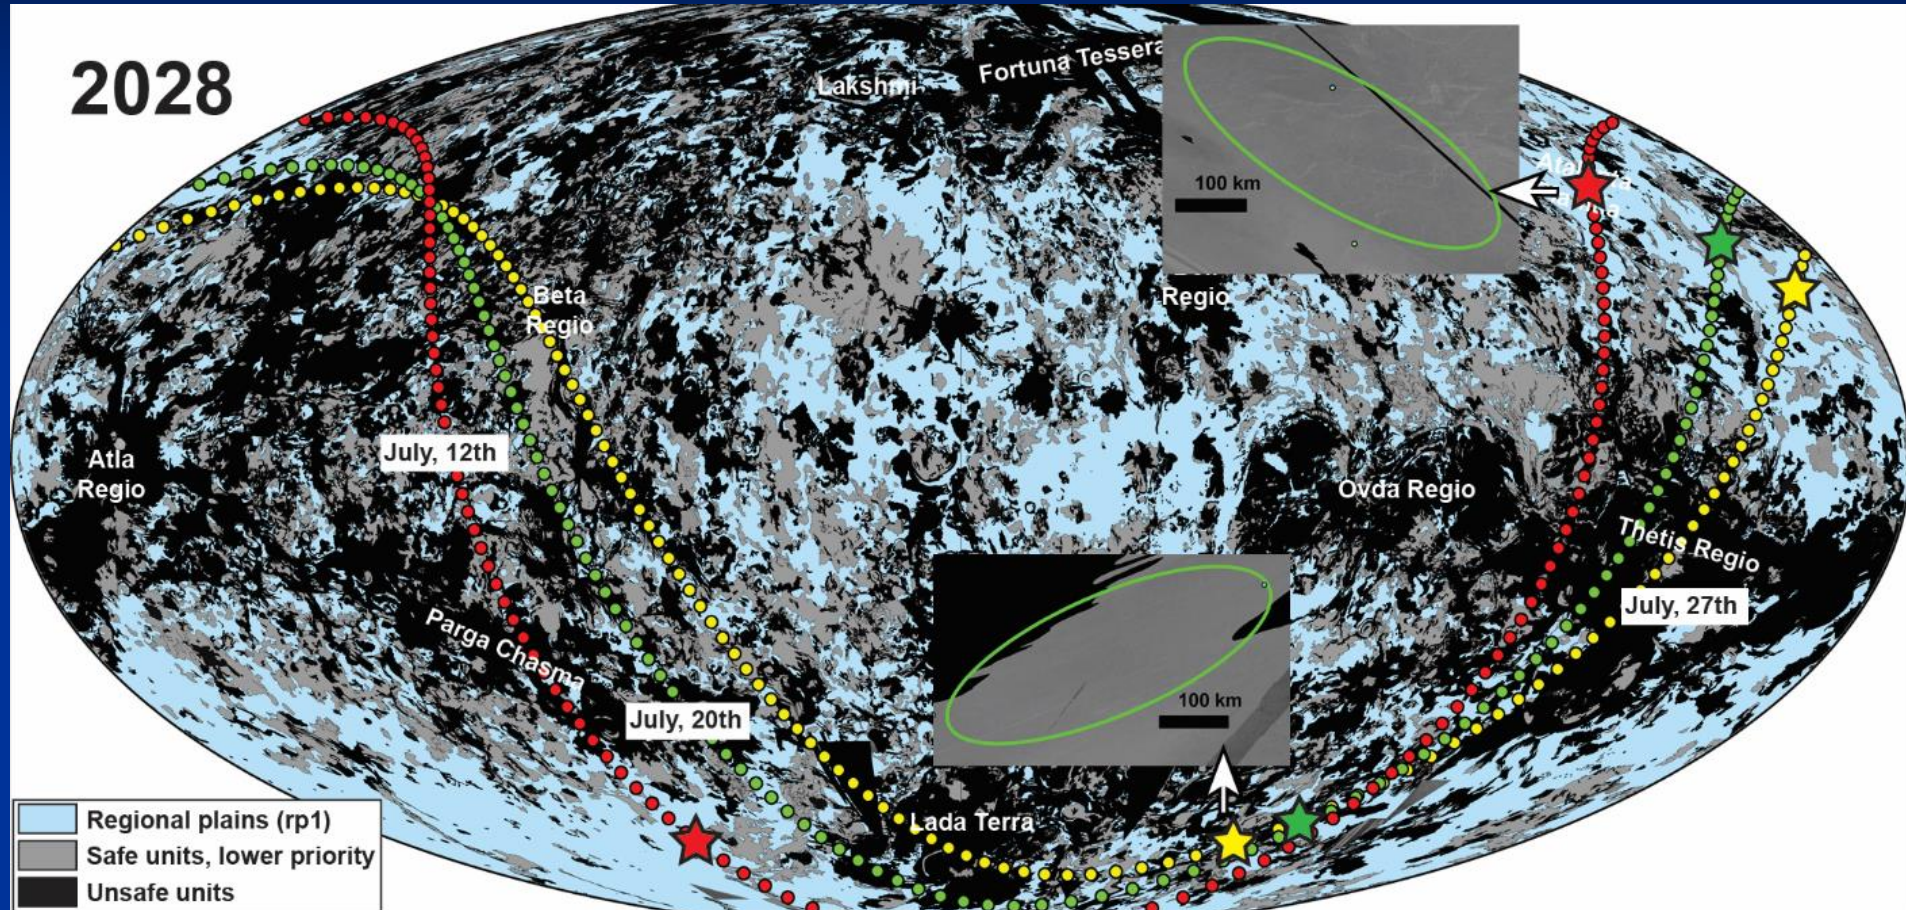 2028
Lakshmi
Fortuna Tessera
100 km
Beta
Regio
Regio
July, 12th
Atla
Regio
Ovda Regio
Thetis Regio
July, 27th
Parga Chasma
100 km
July, 20th
Lada Terra
Regional plains (rp1)
Safe units, lower priority
Unsafe units